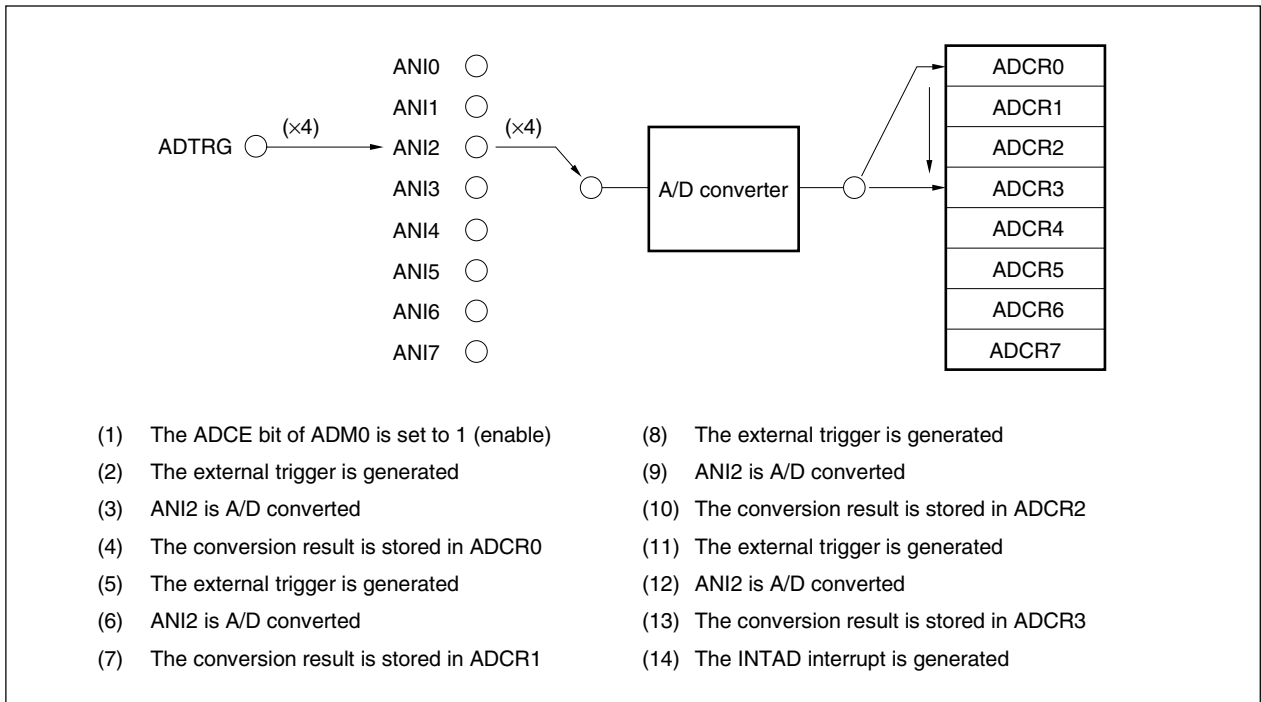 ANI0
ANI1
ADTRG (×4) ANI2 (×4)
ANI3
ANI4
ANI5
ANI6
ANI7
A/D converter
ADCR0
ADCR1
ADCR2
ADCR3
ADCR4
ADCR5
ADCR6
ADCR7
(1) The ADCE bit of ADM0 is set to 1 (enable)
(2) The external trigger is generated
(3) ANI2 is A/D converted
(4) The conversion result is stored in ADCR0
(5) The external trigger is generated
(6) ANI2 is A/D converted
(7) The conversion result is stored in ADCR1
(8) The external trigger is generated
(9) ANI2 is A/D converted
(10) The conversion result is stored in ADCR2
(11) The external trigger is generated
(12) ANI2 is A/D converted
(13) The conversion result is stored in ADCR3
(14) The INTAD interrupt is generated